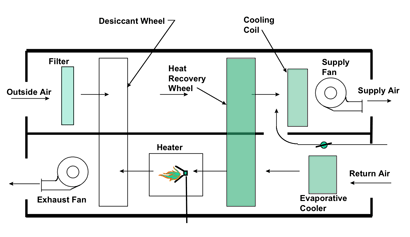 Desiccant Wheel
Cooling
Coil
Filter
Heat
Recovery
Wheel
Supply
Fan
Outside Air
Supply Air
Heater
Exhaust Fan
Return Air
Evaporative
Cooler